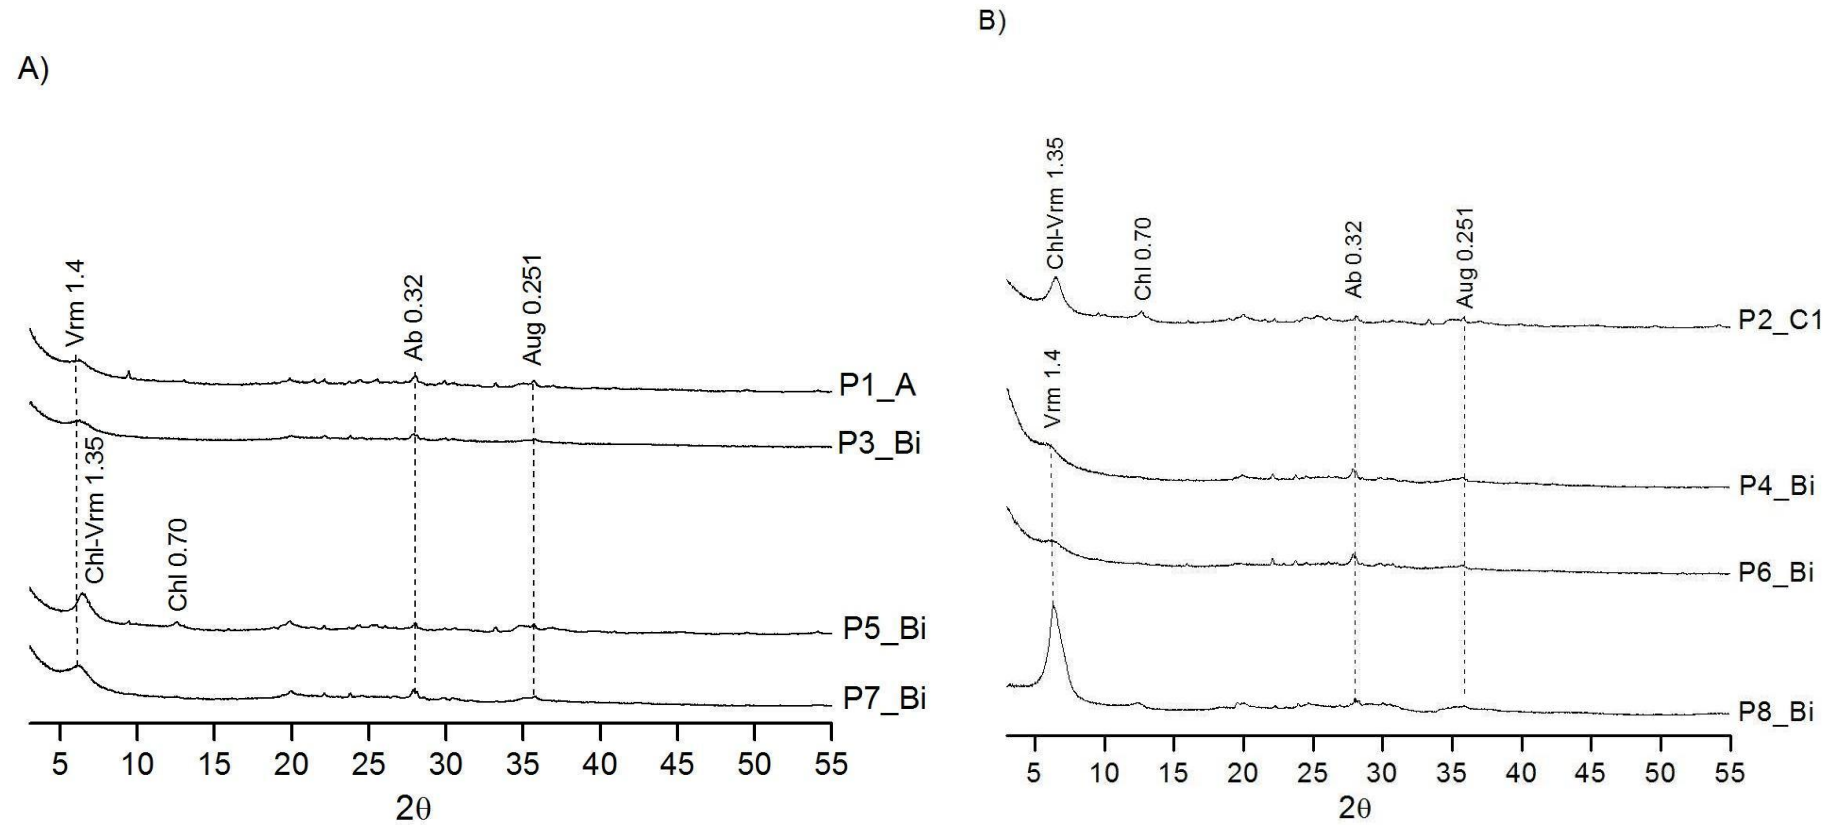 A)
Vrm 1.4
Ab 0.32
Aug 0.251
P1_A
P3_Bi
Chl-Vrm 1.35
Chl 0.70
P5_Bi
P7_Bi
5 10 15 20 25 30 35 40 45 50 55
2θ
B)
Chl-Vrm 1.35
Chl 0.70
Ab 0.32
Aug 0.251
P2_C1
Vrm 1.4
P4_Bi
P6_Bi
P8_Bi
5 10 15 20 25 30 35 40 45 50 55
2θ